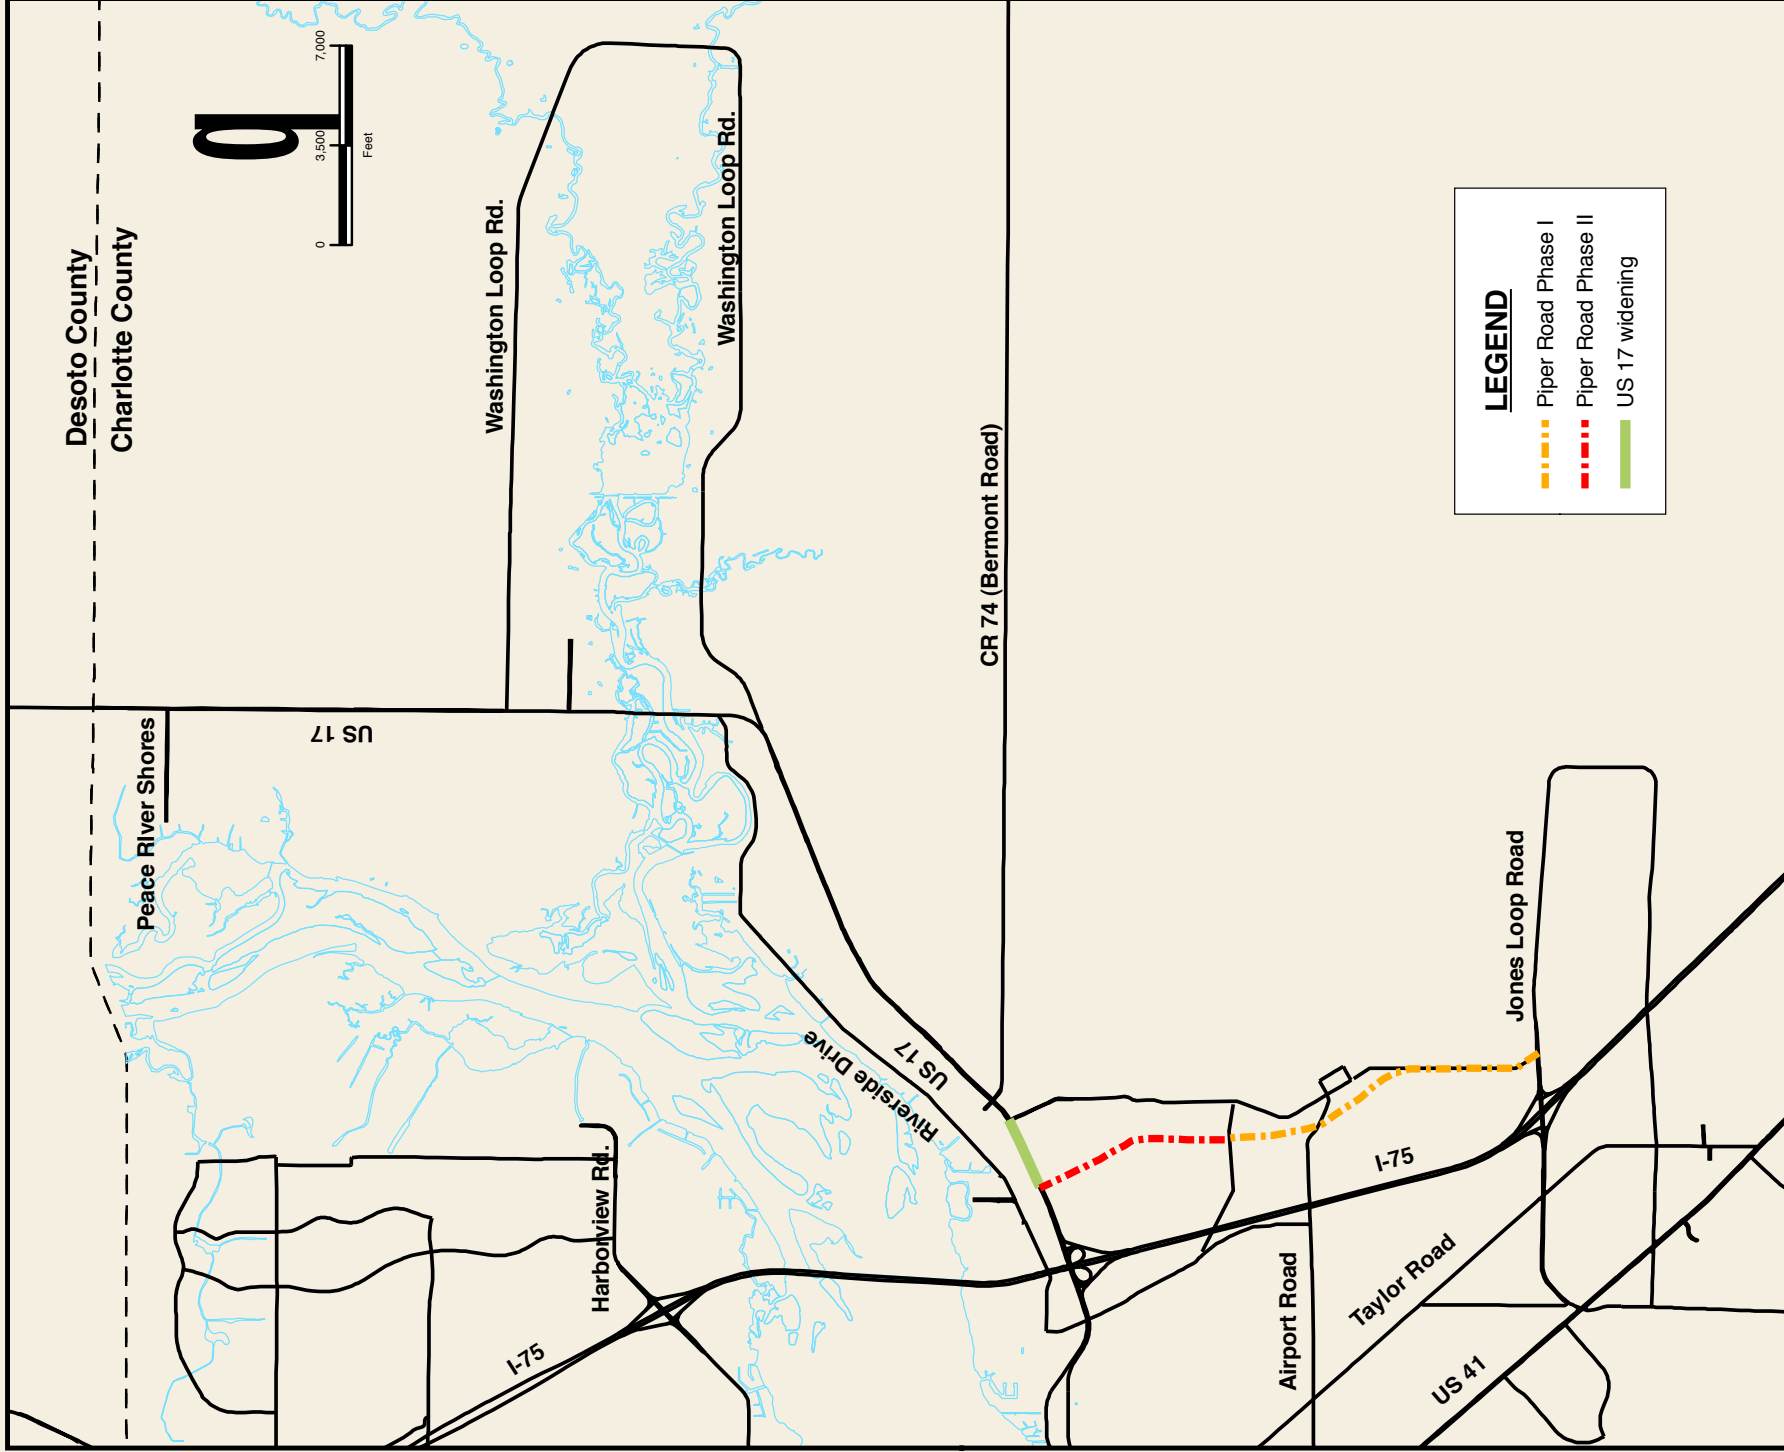 Desoto County
Charlotte County
0
3,500
7,000
Feet
Washington Loop Rd.
Washington Loop Rd.
Peace RIver Shores
US 17
CR 74 (Bermont Road)
US 17
Riverside Drive
Harborview Rd.
I-75
I-75
Jones Loop Road
Airport Road
Taylor Road
US 41
LEGEND
Piper Road Phase I
Piper Road Phase II
US 17 widening